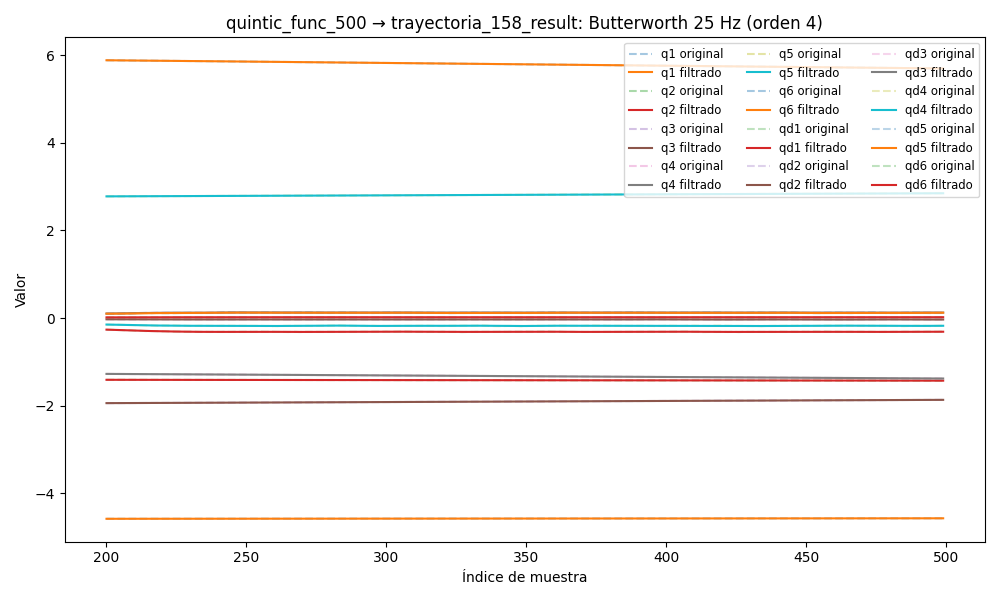 quintic_func_500 → trayectoria_158_result: Butterworth 25 Hz (orden 4)
6
4
2
0
−2
−4
Valor
q1 original
q1 filtrado
q2 original
q2 filtrado
q3 original
q3 filtrado
q4 original
q4 filtrado
q5 original
q5 filtrado
q6 original
q6 filtrado
qd1 original
qd1 filtrado
qd2 original
qd2 filtrado
qd3 original
qd3 filtrado
qd4 original
qd4 filtrado
qd5 original
qd5 filtrado
qd6 original
qd6 filtrado
200
250
300
350
400
450
500
Índice de muestra